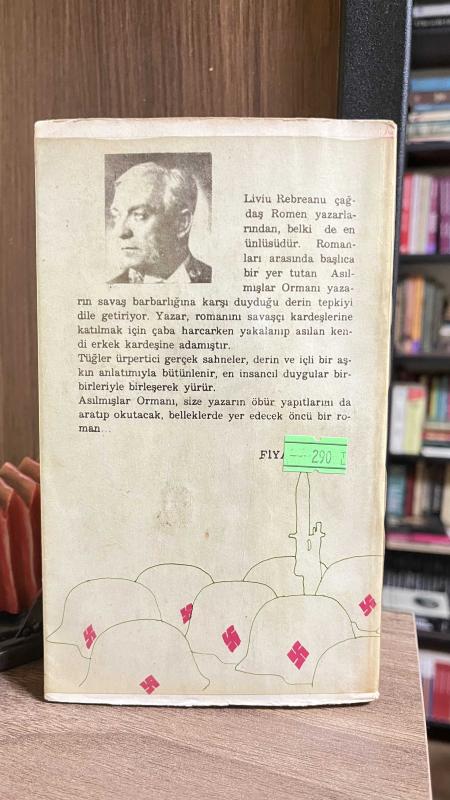 Liviu Rebreanu çağ-
daş Romen yazarla-
rından, belki de en
ünlüsüdür. Roman-
ları arasında başlıca
bir yer tutan Asıl-
mışlar Ormanı yaza-
rın savaş barbarlığına karşı duyduğu derin tepkiyi
dile getiriyor. Yazar, romanını savaşçı kardeşlerine
katılmak için çaba harcarken yakalanıp asılan ken-
di erkek kardeşine adamıştır.
Tüğler ürpertici gerçek sahneler, derin ve içli bir aş-
kın anlatımıyla bütünlenir, en insancıl duygular bir-
birleriyle birleşerek yürür.
Asılmışlar Ormanı, size yazarın öbür yapıtlarını da
aratıp okutacak, belleklerde yer edecek öncü bir ro-
man...
290